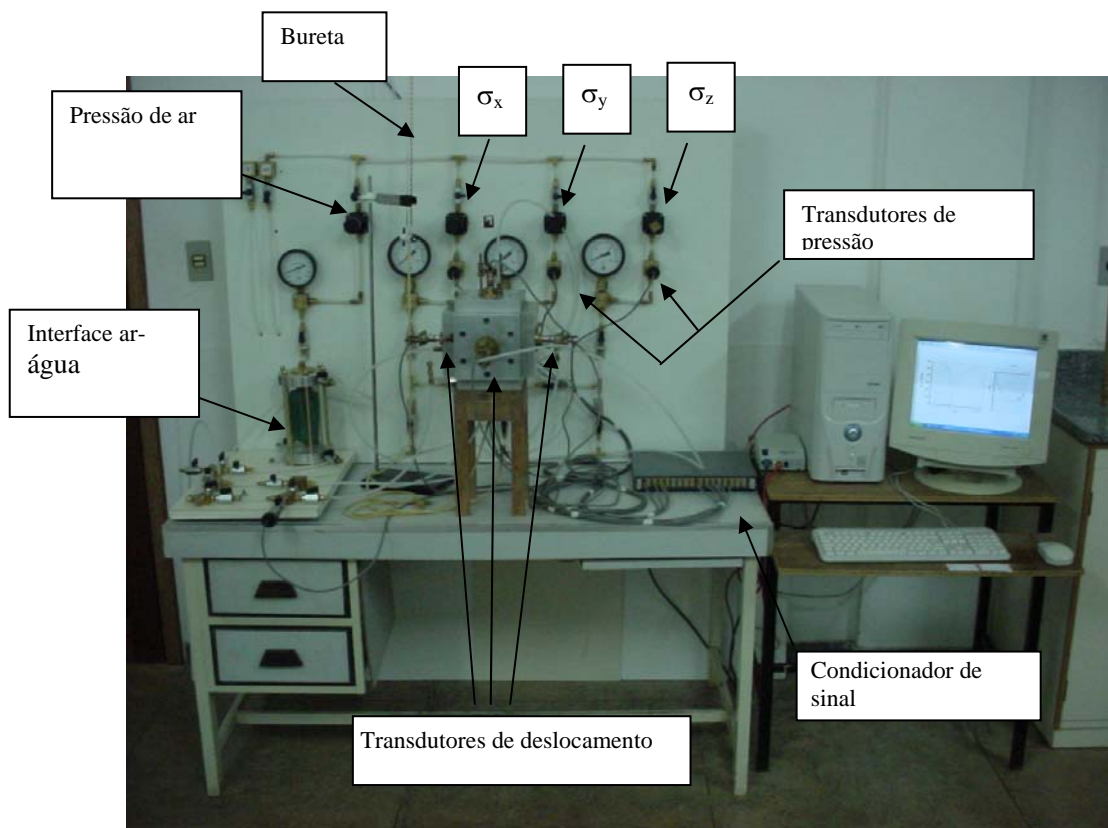 Bureta
σx
σy
σz
Pressão de ar
Transdutores de
pressão
Interface ar-
água
Condicionador de
sinal
Transdutores de deslocamento